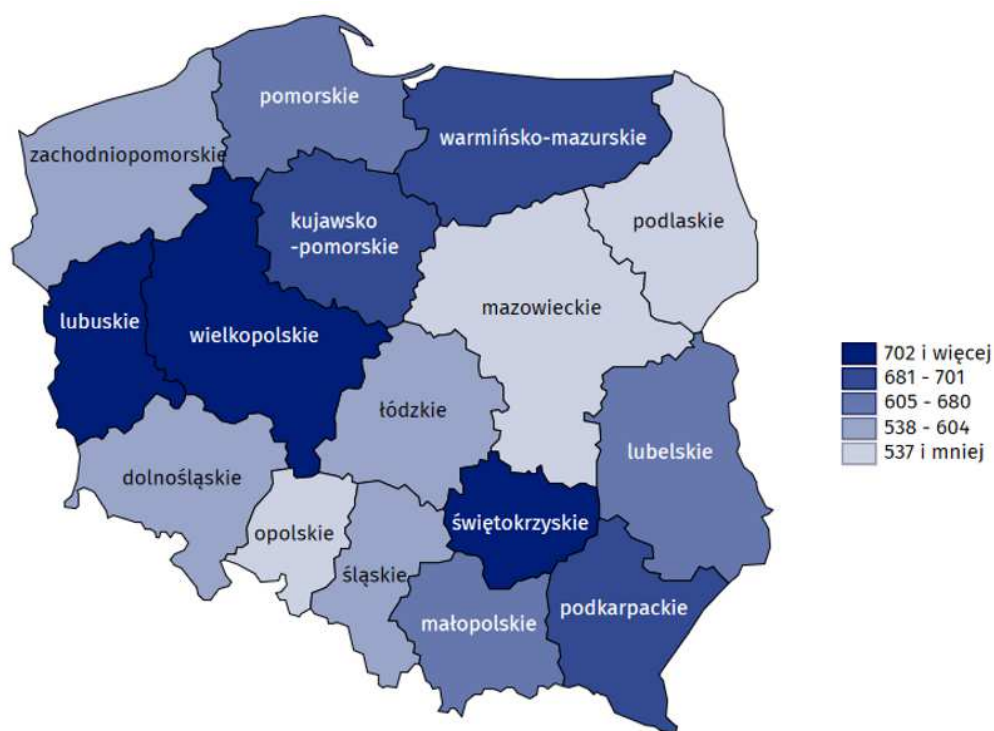 pomorskie
warmińsko-mazurskie
zachodniopomorskie
podlaskie
kujawsko
-pomorskie
mazowieckie
lubuskie
wielkopolskie
łódzkie
lubelskie
dolnośląskie
opolskie
świętokrzyskie
śląskie
podkarpackie
małopolskie
702 i więcej
681 - 701
605 - 680
538 - 604
537 i mniej